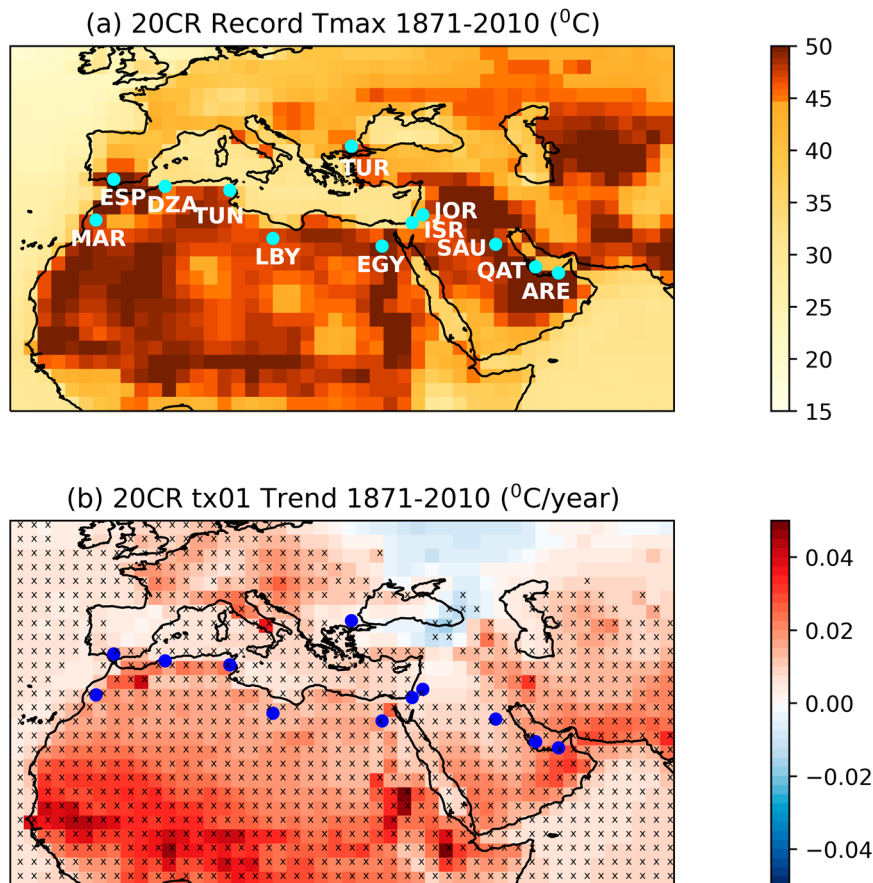 (a) 20CR Record Tmax 1871-2010 (⁰C)
50
45
40
35
30
25
20
15
TUR
ESP
DZA
TUN
MAR
LBY
EGY
JOR
ISR
SAU
QAT
ARE
(b) 20CR tx01 Trend 1871-2010 (⁰C/year)
0.04
0.02
0.00
−0.02
−0.04